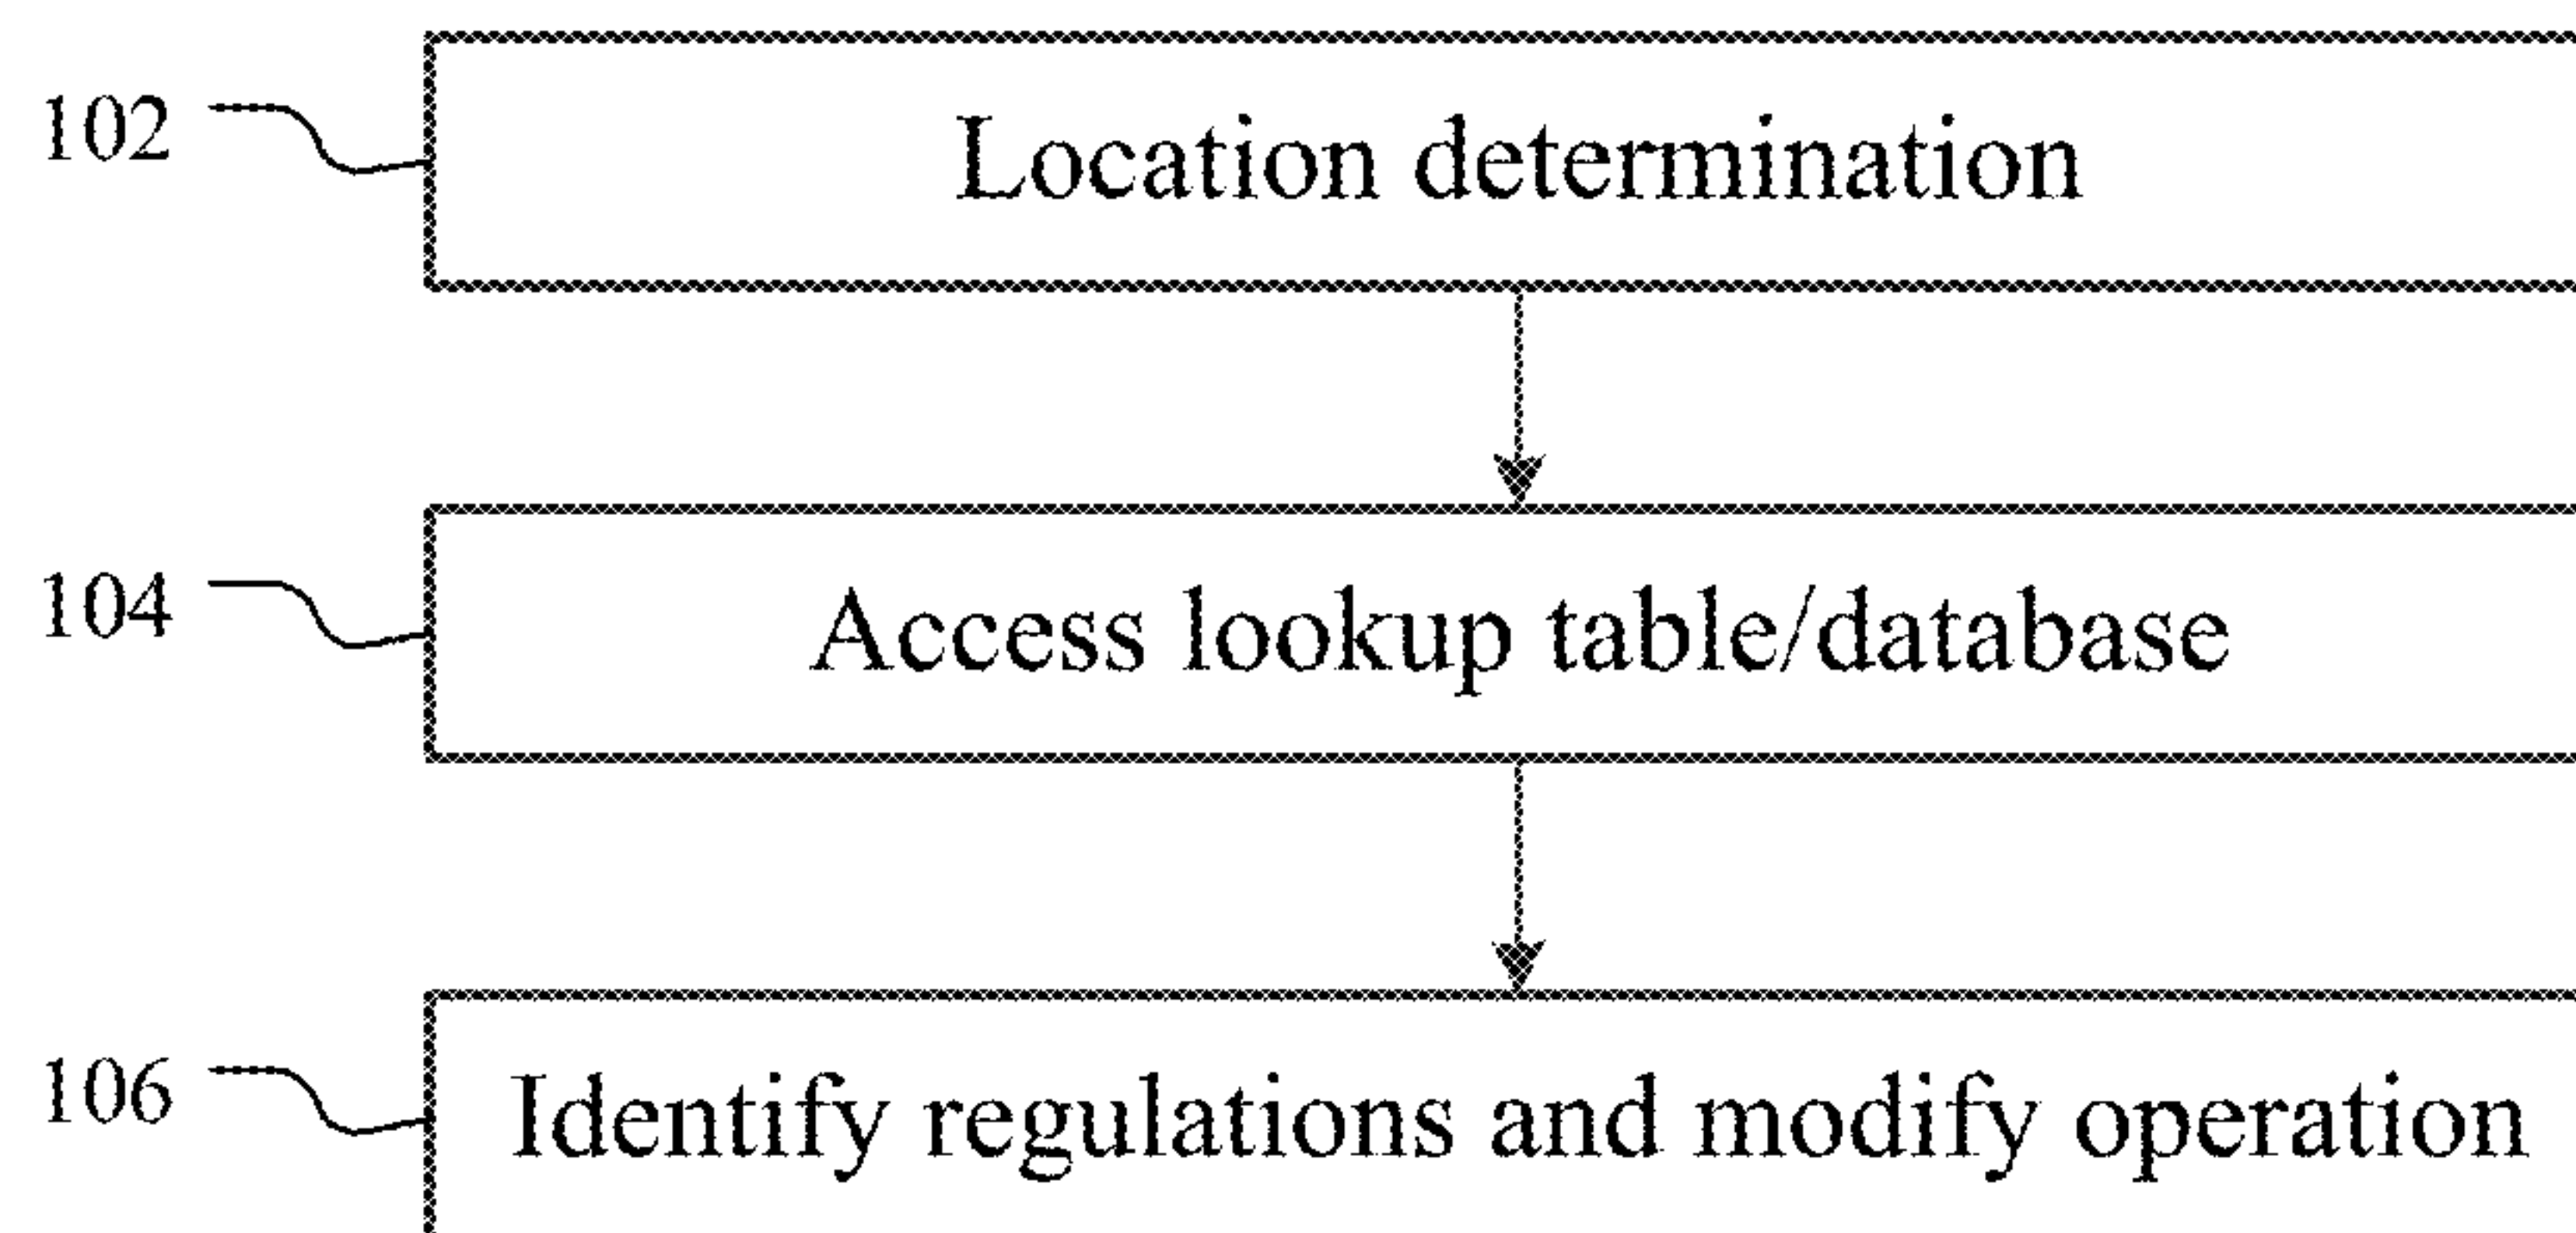 102
Location determination
104
Access lookup table/database
106
Identify regulations and modify operation